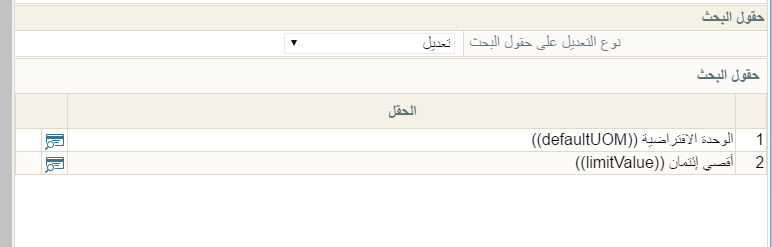 حقول البحث
نوع التعديل على حقول البحث تعديل
حقول البحث
الحقل
1 الوحدة الافتراضية ((defaultUOM))
2 أقصي إئتمان ((limitValue))